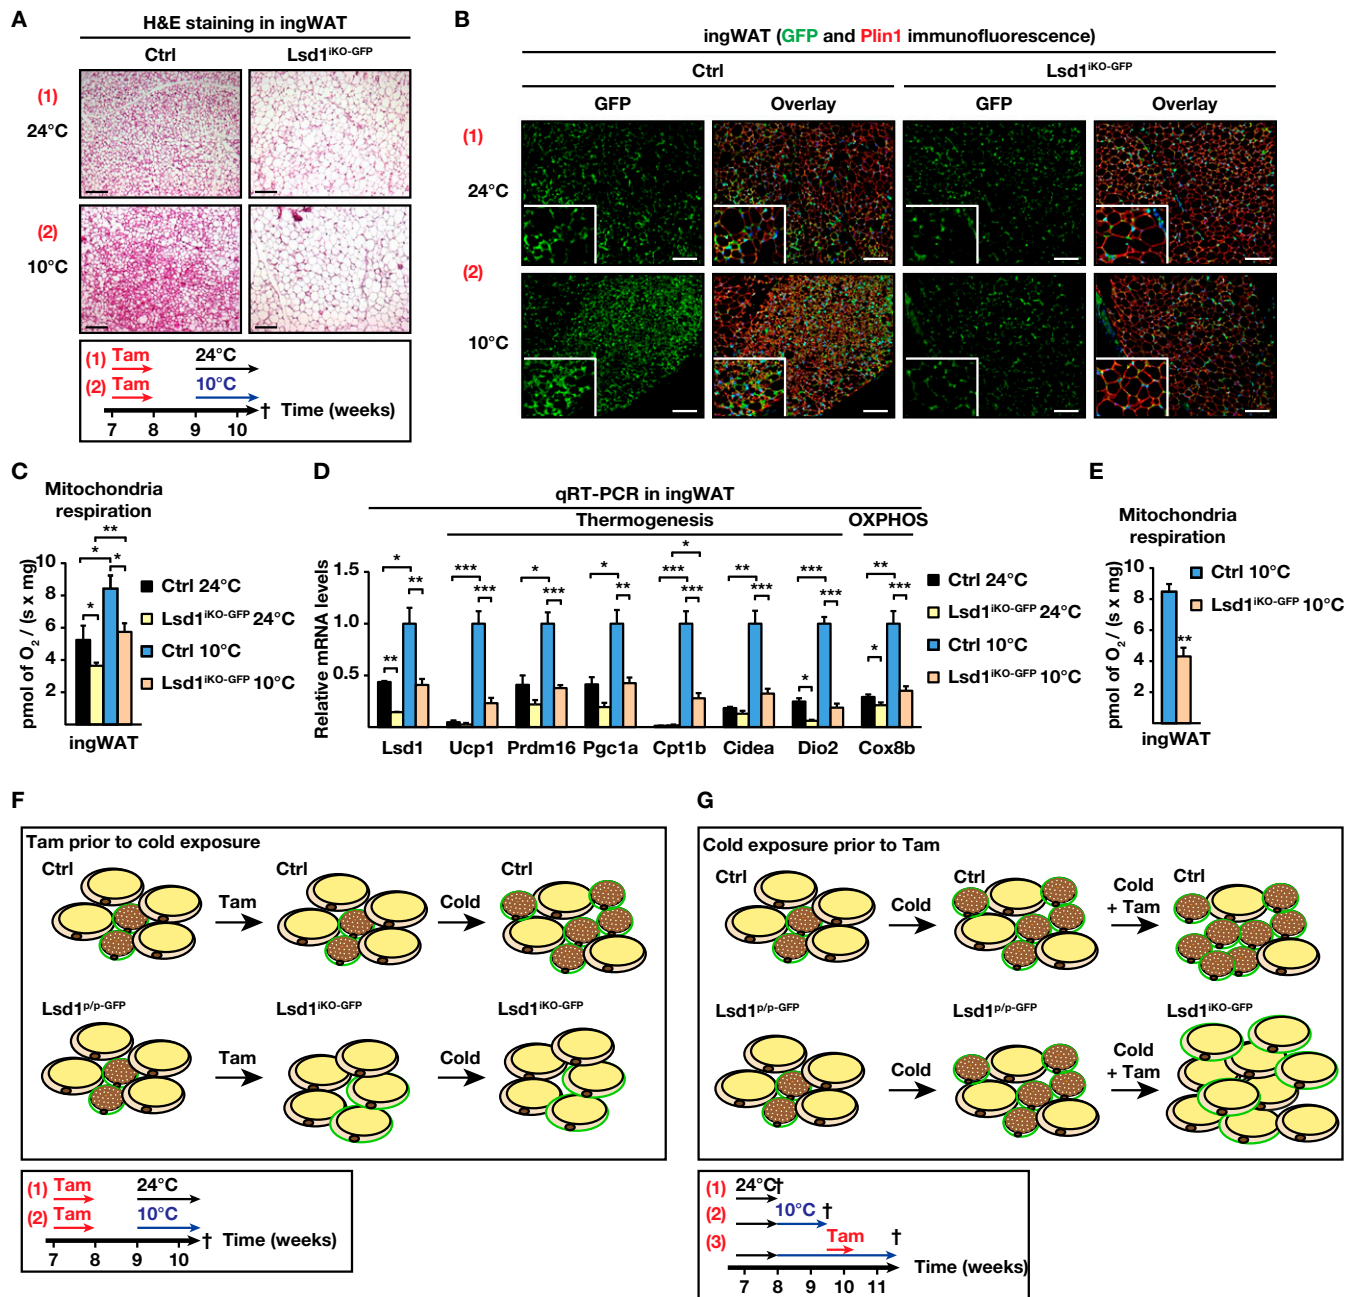 A
H&E staining in ingWAT
Ctrl Lsd1iKO-GFP
(1)
24°C
(2)
10°C
(1) Tam 24°C
(2) Tam 10°C
† Time (weeks)
7 8 9 10
B
ingWAT (GFP and Plin1 immunofluorescence)
Ctrl Lsd1iKO-GFP
GFP Overlay GFP Overlay
(1)
24°C
(2)
10°C
C
Mitochondria
respiration
pmol of O2 / (s x mg)
10
8
6
4
2
** * * *
ingWAT
Ctrl 24°C
Lsd1iKO-GFP 24°C
Ctrl 10°C
Lsd1iKO-GFP 10°C
D
qRT-PCR in ingWAT
Thermogenesis OXPHOS
Relative mRNA levels
1.5
1.0
0.5
* ** **
*** ***
* ***
* **
* *** ***
** ***
*** *** *
** *** *
Lsd1 Ucp1 Prdm16 Pgc1a Cpt1b Cidea Dio2 Cox8b
Ctrl 24°C
Lsd1iKO-GFP 24°C
Ctrl 10°C
Lsd1iKO-GFP 10°C
E
Mitochondria
respiration
pmol of O2 / (s x mg)
10
8
6
4
2
**
ingWAT
Ctrl 10°C
Lsd1iKO-GFP 10°C
F
Tam prior to cold exposure
Ctrl Ctrl Ctrl
Tam Cold
Lsd1p/p-GFP Lsd1iKO-GFP Lsd1iKO-GFP
Tam Cold
(1) Tam 24°C
(2) Tam 10°C
† Time (weeks)
7 8 9 10
G
Cold exposure prior to Tam
Ctrl Ctrl Ctrl
Cold Cold
+ Tam
Lsd1p/p-GFP Lsd1p/p-GFP Lsd1iKO-GFP
Cold Cold
+ Tam
(1) 24°C †
(2) 10°C †
(3) Tam †
Time (weeks)
7 8 9 10 11